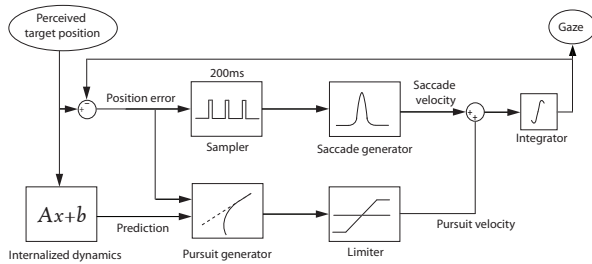 Perceived
target position
Gaze
200ms
+
−
Position error
Saccade
velocity
+
+
Sampler
Saccade generator
Integrator
Ax+b
Prediction
Pursuit velocity
Internalized dynamics
Pursuit generator
Limiter